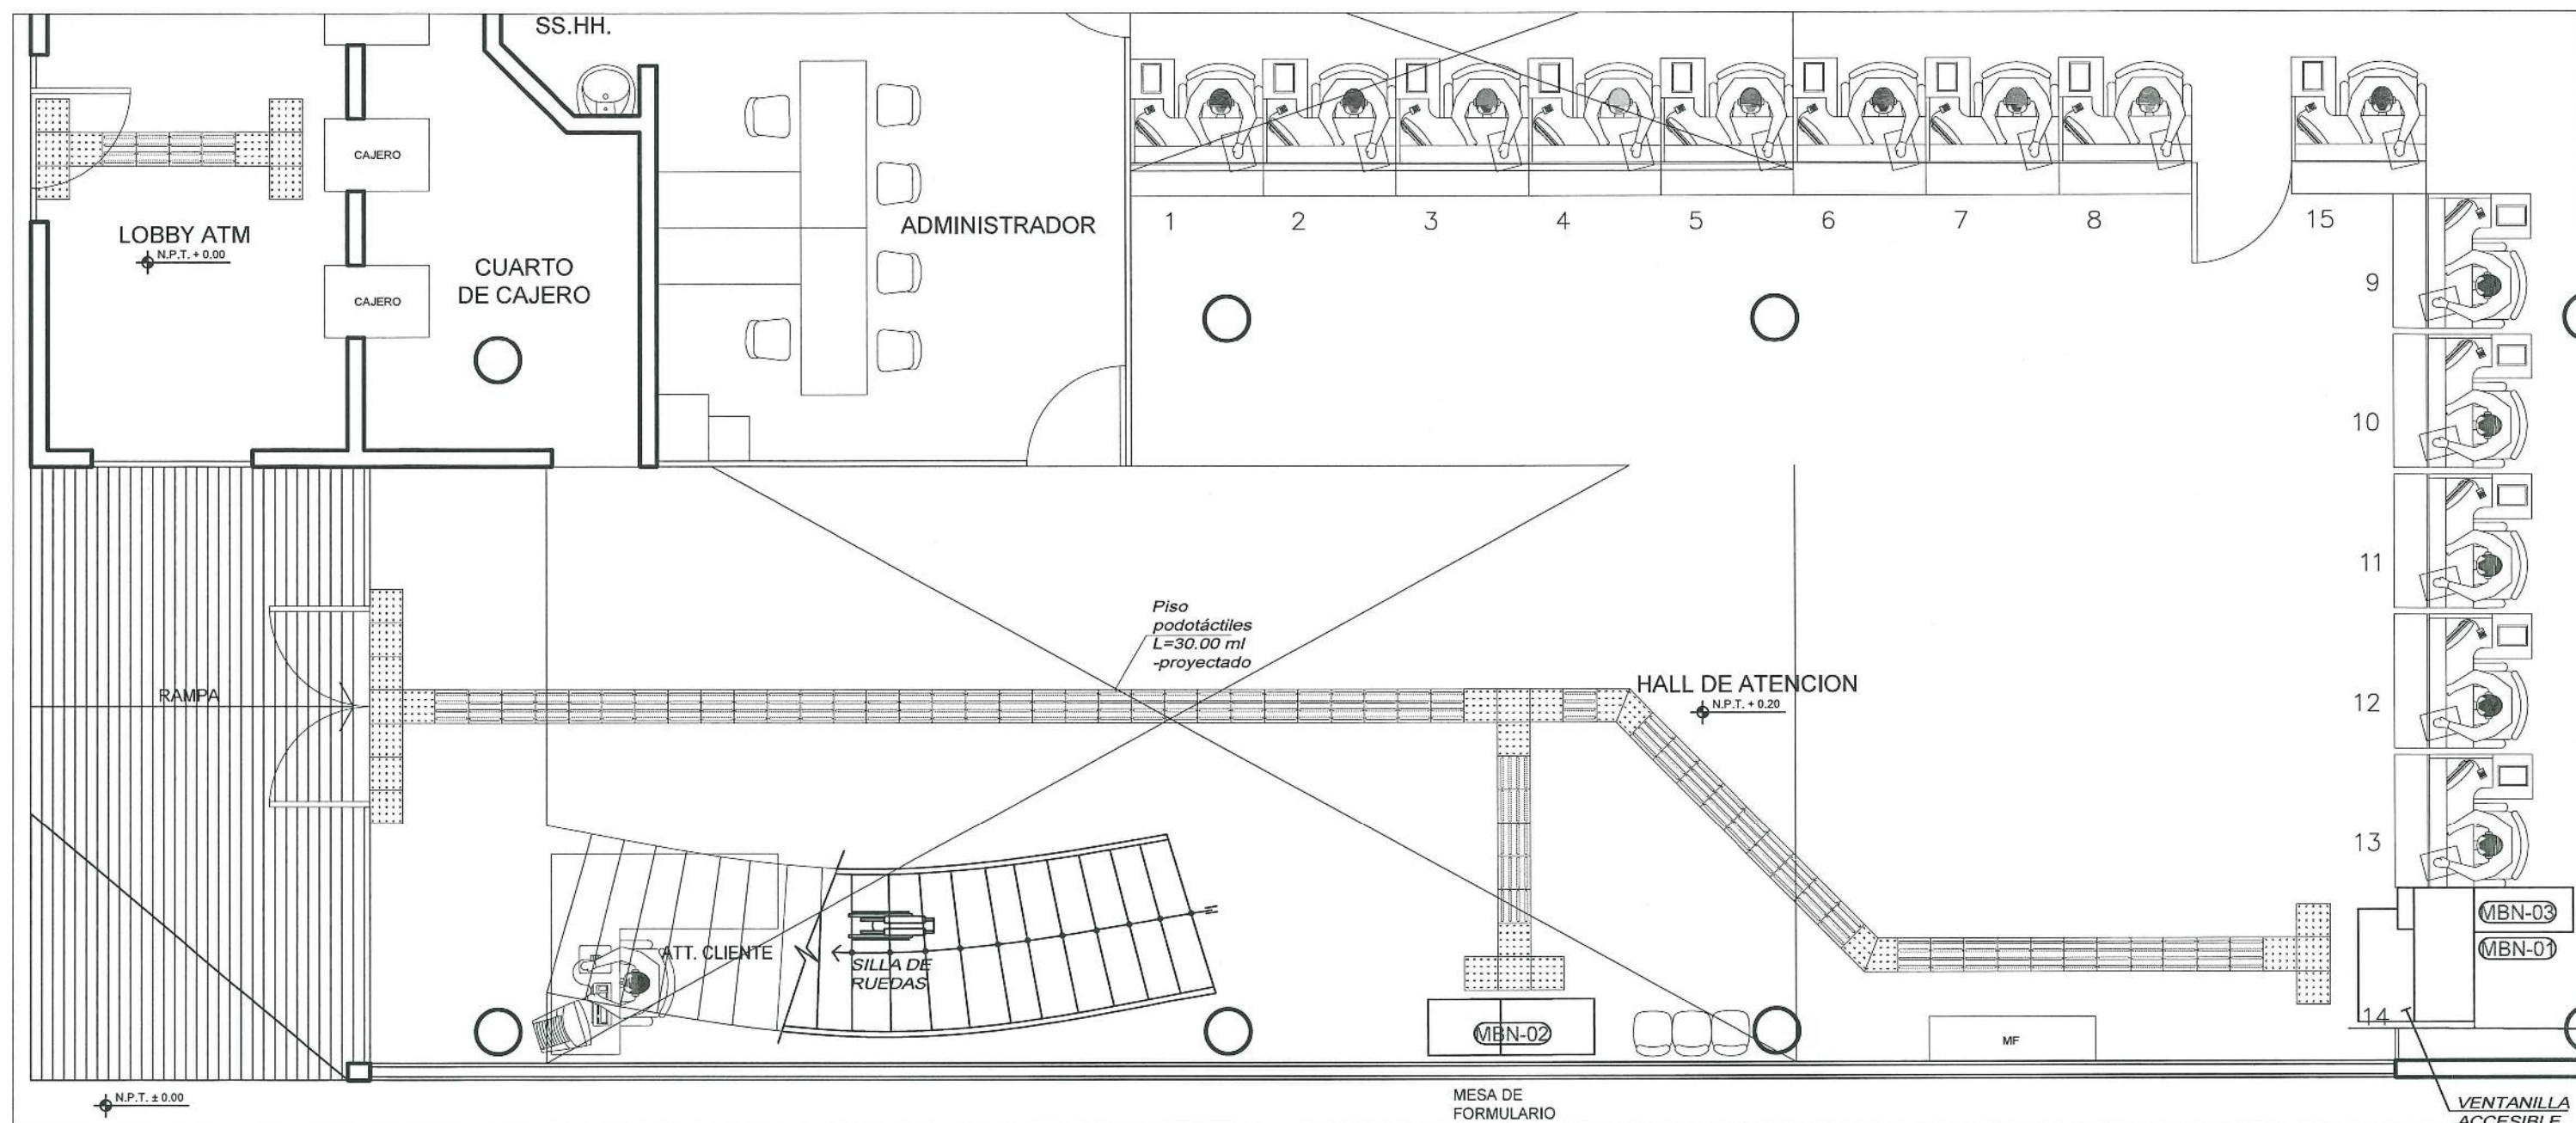 SS.HH.
CAJERO
LOBBY ATM
N.P.T. + 0.00
CUARTO
DE CAJERO
CAJERO
ADMINISTRADOR
1
2
3
4
5
6
7
8
15
9
10
11
12
13
Piso
podotáctiles
L=30.00 ml
-proyectado
RAMPA
HALL DE ATENCION
N.P.T. + 0.20
ATT. CLIENTE
SILLA DE
RUEDAS
MBN-03
MBN-01
14
MBN-02
MF
N.P.T. ± 0.00
MESA DE
FORMULARIO
VENTANILLA
ACCESIBLE